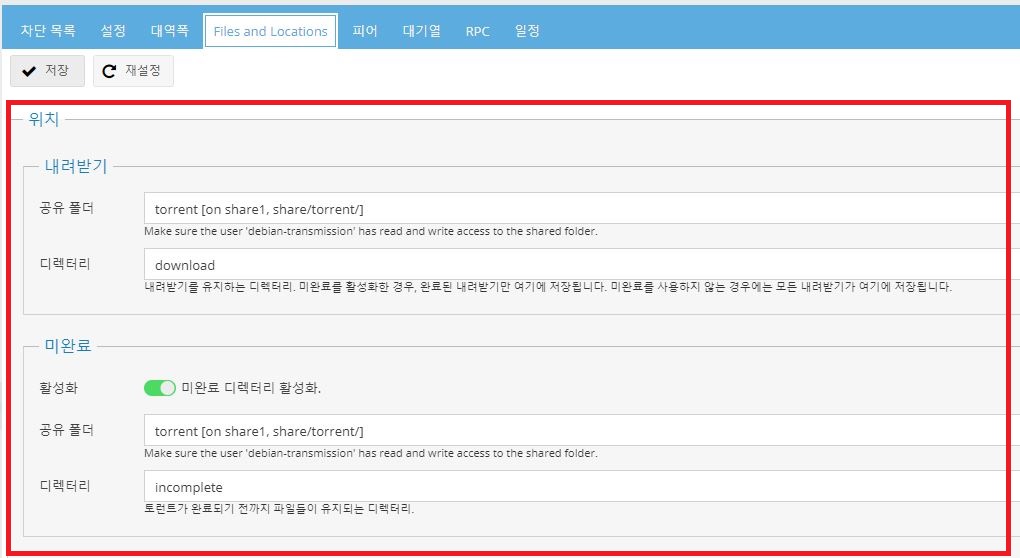 차단 목록 설정 대역폭 Files and Locations 피어 대기열 RPC 일정
저장 재설정
위치
내려받기
공유 폴더 torrent [on share1, share/torrent/]
Make sure the user 'debian-transmission' has read and write access to the shared folder.
디렉터리 download
내려받기를 유지하는 디렉터리. 미완료를 활성화한 경우, 완료된 내려받기만 여기에 저장됩니다. 미완료를 사용하지 않는 경우에는 모든 내려받기가 여기에 저장됩니다.
미완료
활성화 미완료 디렉터리 활성화.
공유 폴더 torrent [on share1, share/torrent/]
Make sure the user 'debian-transmission' has read and write access to the shared folder.
디렉터리 incomplete
토런트가 완료되기 전까지 파일들이 유지되는 디렉터리.